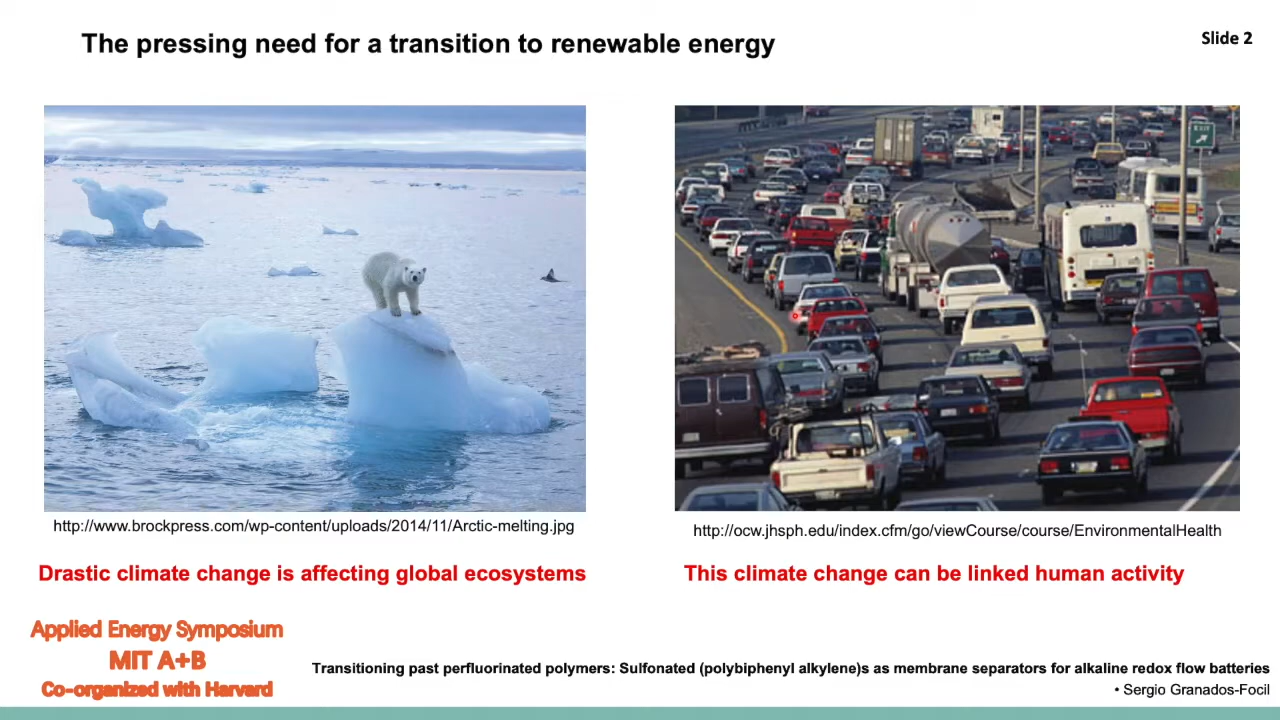 The pressing need for a transition to renewable energy
Slide 2
EXIT
http://www.brockpress.com/wp-content/uploads/2014/11/Arctic-melting.jpg
http://ocw.jhsph.edu/index.cfm/go/viewCourse/course/EnvironmentalHealth
Drastic climate change is affecting global ecosystems
This climate change can be linked human activity
Applied Energy Symposium
MIT A+B
Co-organized with Harvard
Transitioning past perfluorinated polymers: Sulfonated (polybiphenyl alkylene)s as membrane separators for alkaline redox flow batteries
• Sergio Granados-Focil